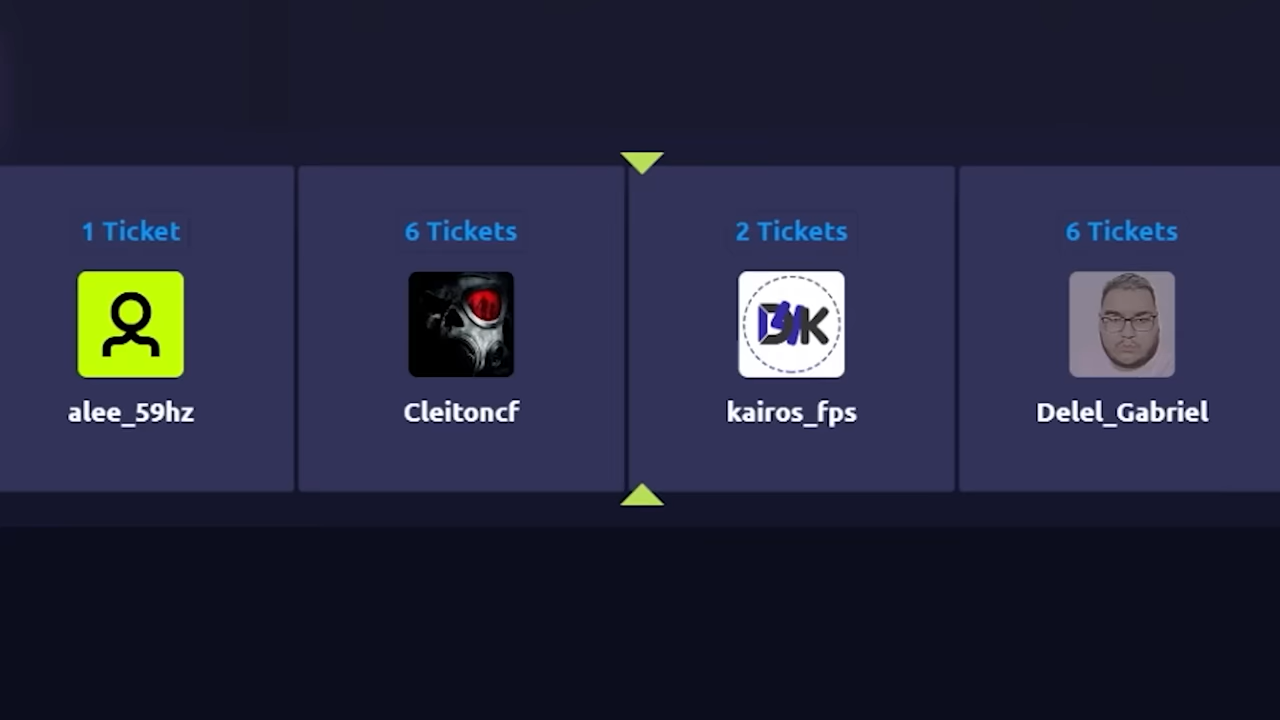 1 Ticket
6 Tickets
2 Tickets
6 Tickets
alee_59hz
Cleitoncf
kairos_fps
Delel_Gabriel